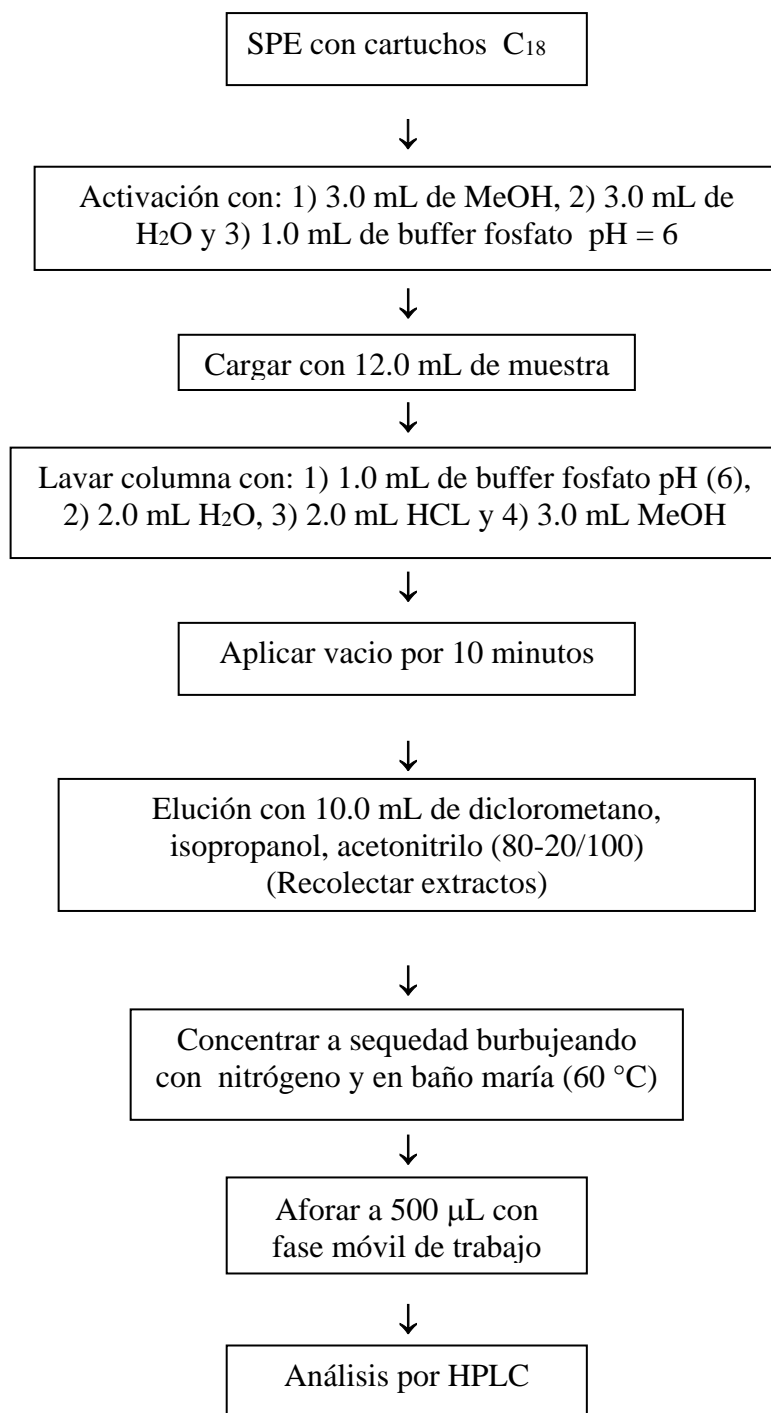 SPE con cartuchos C18
↓
Activación con: 1) 3.0 mL de MeOH, 2) 3.0 mL de
H2O y 3) 1.0 mL de buffer fosfato pH = 6
↓
Cargar con 12.0 mL de muestra
↓
Lavar columna con: 1) 1.0 mL de buffer fosfato pH (6),
2) 2.0 mL H2O, 3) 2.0 mL HCL y 4) 3.0 mL MeOH
↓
Aplicar vacio por 10 minutos
↓
Elución con 10.0 mL de diclorometano,
isopropanol, acetonitrilo (80-20/100)
(Recolectar extractos)
↓
Concentrar a sequedad burbujeando
con nitrógeno y en baño maría (60 °C)
↓
Aforar a 500 μL con
fase móvil de trabajo
↓
Análisis por HPLC